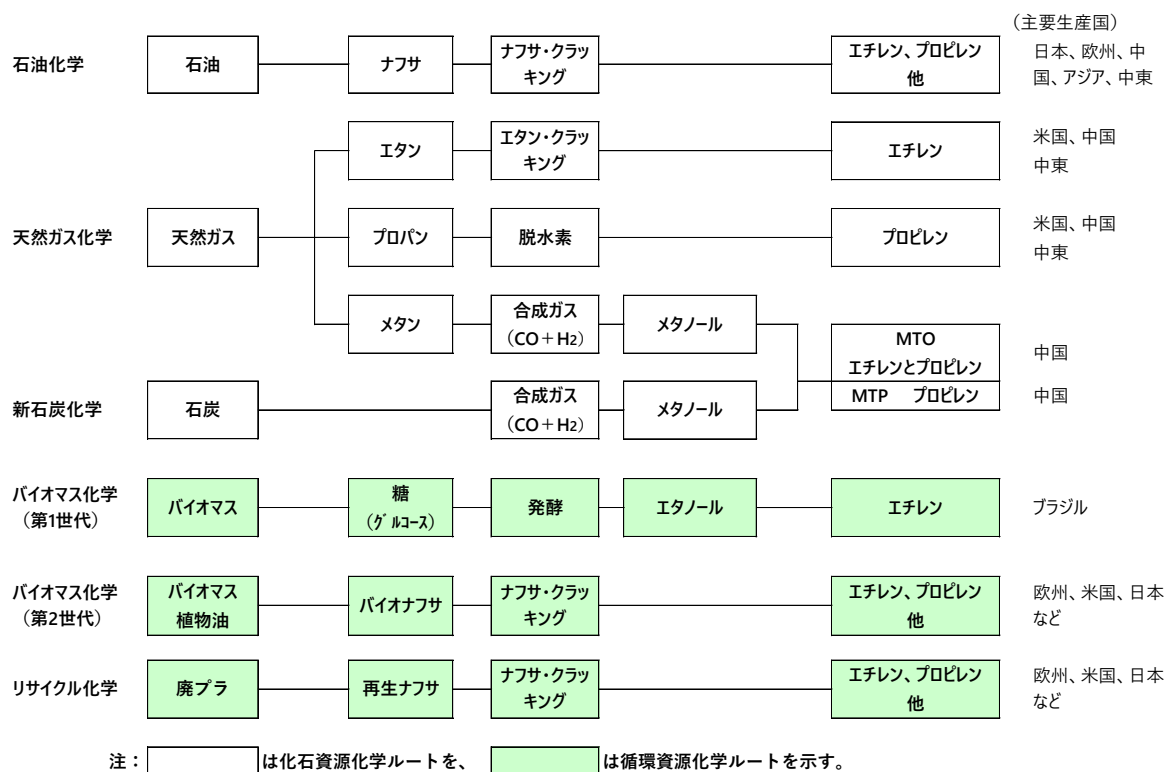 （主要生産国）
石油化学
石油
ナフサ
ナフサ・クラッ
キング
エチレン、プロピレン
他
日本、欧州、中
国、アジア、中東
エタン
エタン・クラッ
キング
エチレン
米国、中国
中東
天然ガス化学
天然ガス
プロパン
脱水素
プロピレン
米国、中国
中東
メタン
合成ガス
（CO＋H2）
メタノール
MTO
エチレンとプロピレン
中国
MTP プロピレン
中国
新石炭化学
石炭
合成ガス
（CO＋H2）
メタノール
バイオマス化学
（第1世代）
バイオマス
糖
（グルコース）
発酵
エタノール
エチレン
ブラジル
バイオマス化学
（第2世代）
バイオマス
植物油
バイオナフサ
ナフサ・クラッ
キング
エチレン、プロピレン
他
欧州、米国、日本
など
リサイクル化学
廃プラ
再生ナフサ
ナフサ・クラッ
キング
エチレン、プロピレン
他
欧州、米国、日本
など
注： は化石資源化学ルートを、 は循環資源化学ルートを示す。